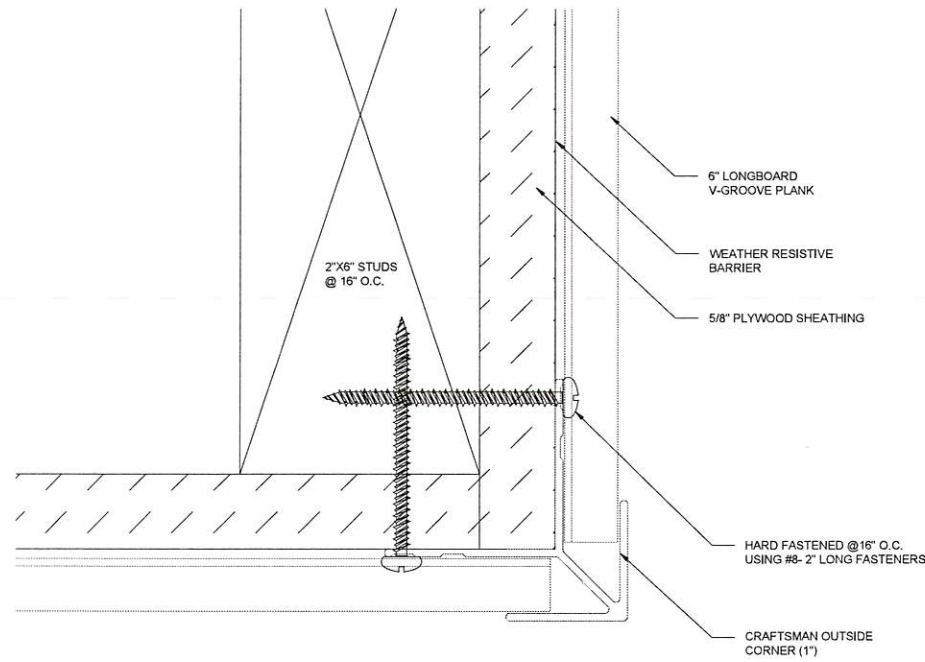 6" LONGBOARD
V-GROOVE PLANK
WEATHER RESISTIVE
BARRIER
2"X6" STUDS
@ 16" O.C.
5/8" PLYWOOD SHEATHING
HARD FASTENED @16" O.C.
USING #8- 2" LONG FASTENERS
CRAFTSMAN OUTSIDE
CORNER (1")